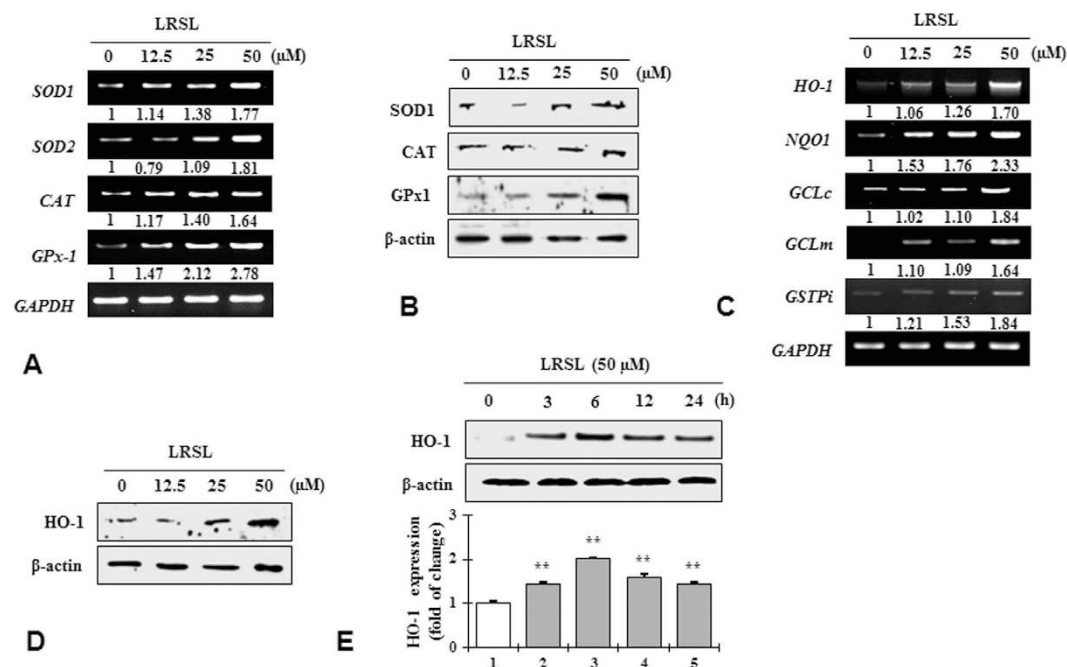 LRSL
0 12.5 25 50 (μM)
SOD1
1 1.14 1.38 1.77
SOD2
1 0.79 1.09 1.81
CAT
1 1.17 1.40 1.64
GPx-1
1 1.47 2.12 2.78
GAPDH
A
LRSL
0 12.5 25 50 (μM)
SOD1
CAT
GPx1
β-actin
B
LRSL
0 12.5 25 50 (μM)
HO-1
1 1.06 1.26 1.70
NQO1
1 1.53 1.76 2.33
GCLc
1 1.02 1.10 1.84
GCLm
1 1.10 1.09 1.64
GSTPi
1 1.21 1.53 1.84
GAPDH
C
LRSL
0 12.5 25 50 (μM)
HO-1
β-actin
D
LRSL (50 μM)
0 3 6 12 24 (h)
HO-1
β-actin
HO-1 expression
(fold of change)
3
2
1
0
** ** ** **
1 2 3 4 5
E